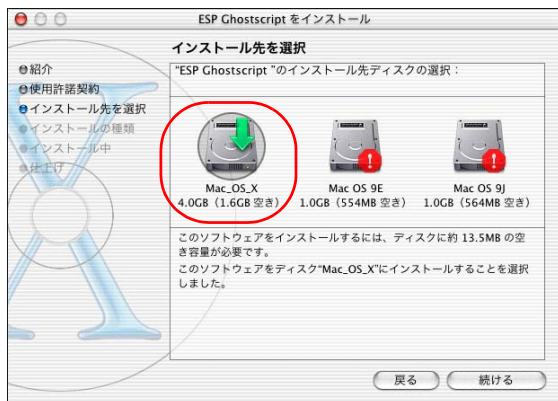 ESP Ghostscript をインストール
インストール先を選択
紹介
使用許諾契約
インストール先を選択
インストールの種類
インストール中
仕上げ
"ESP Ghostscript "のインストール先ディスクの選択：
Mac_OS_X
4.0GB（1.6GB 空き）
Mac OS 9E
1.0GB（554MB 空き）
Mac OS 9J
1.0GB（564MB 空き）
このソフトウェアをインストールするには、ディスクに約 13.5MB の空
き容量が必要です。
このソフトウェアをディスク"Mac_OS_X"にインストールすることを選択
しました。
戻る
続ける